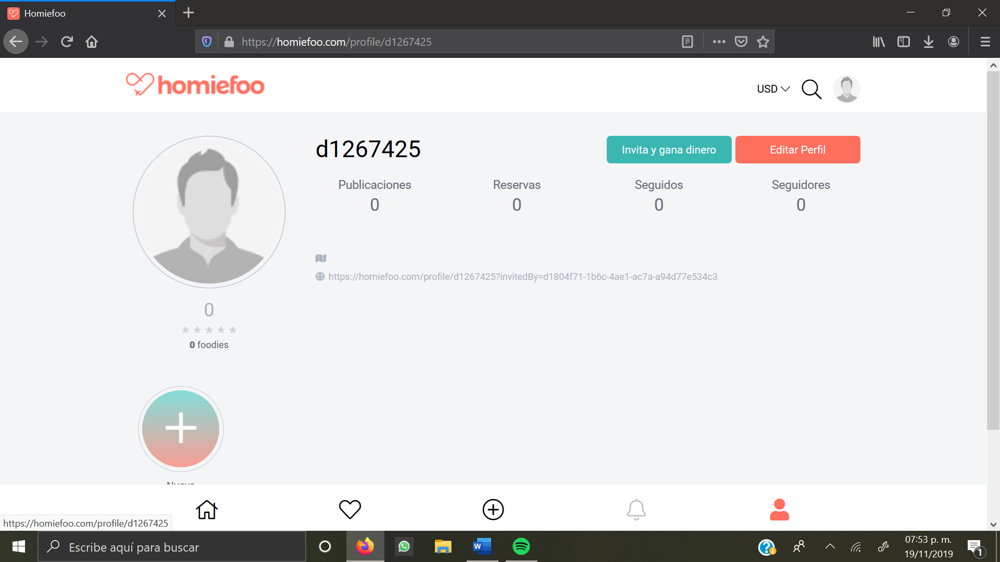 Homiefoo
https://homiefoo.com/profile/d1267425
homiefoo
USD
d1267425
Invita y gana dinero
Editar Perfil
Publicaciones Reservas Seguidos Seguidores
0 0 0 0
https://homiefoo.com/profile/d1267425?invitedBy=d1804f71-1b6c-4ae1-ac7a-a94d77e534c3
0
0 foodies
Nuevo
https://homiefoo.com/profile/d1267425
Escribe aquí para buscar
07:53 p. m.
19/11/2019
1